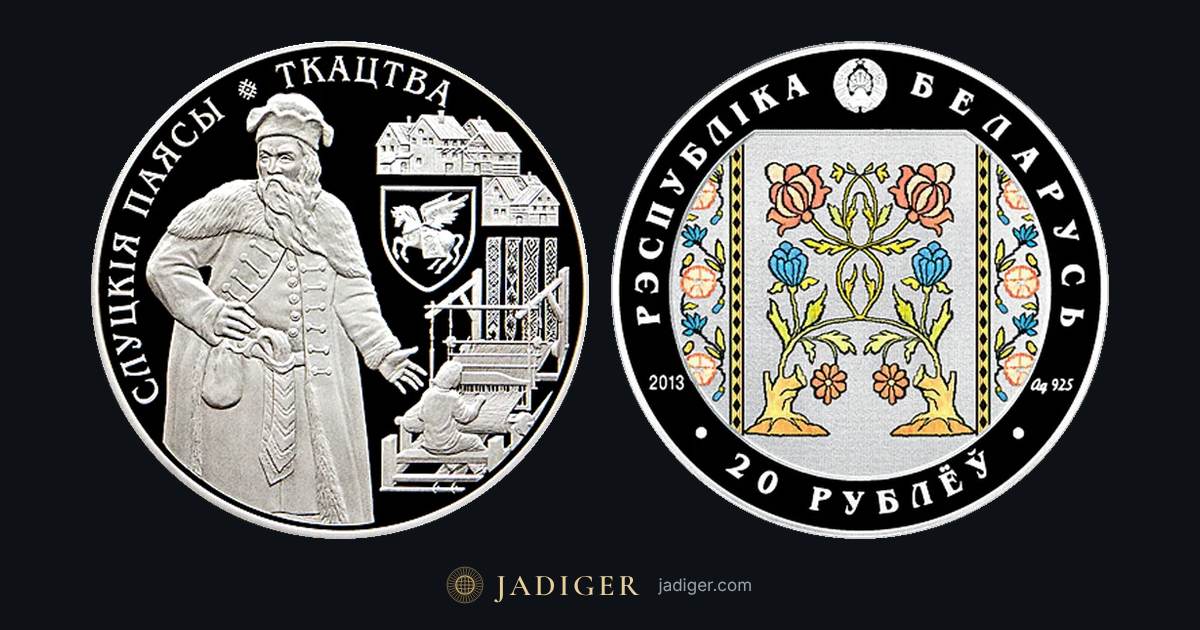 СЛУЦКІЯ ПАЯСЫ ТКАЦТВА
РЭСПУБЛІКА БЕЛАРУСЬ
2013
Ag 925
20 РУБЛЁЎ
JADIGER jadiger.com